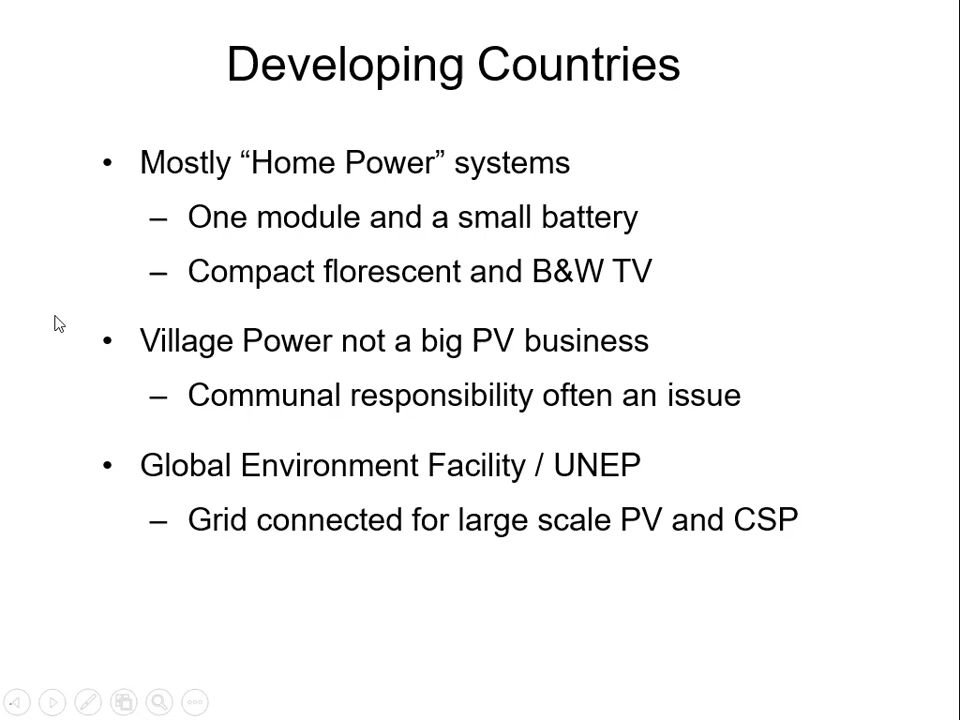 Developing Countries
• Mostly “Home Power” systems
– One module and a small battery
– Compact florescent and B&W TV
• Village Power not a big PV business
– Communal responsibility often an issue
• Global Environment Facility / UNEP
– Grid connected for large scale PV and CSP